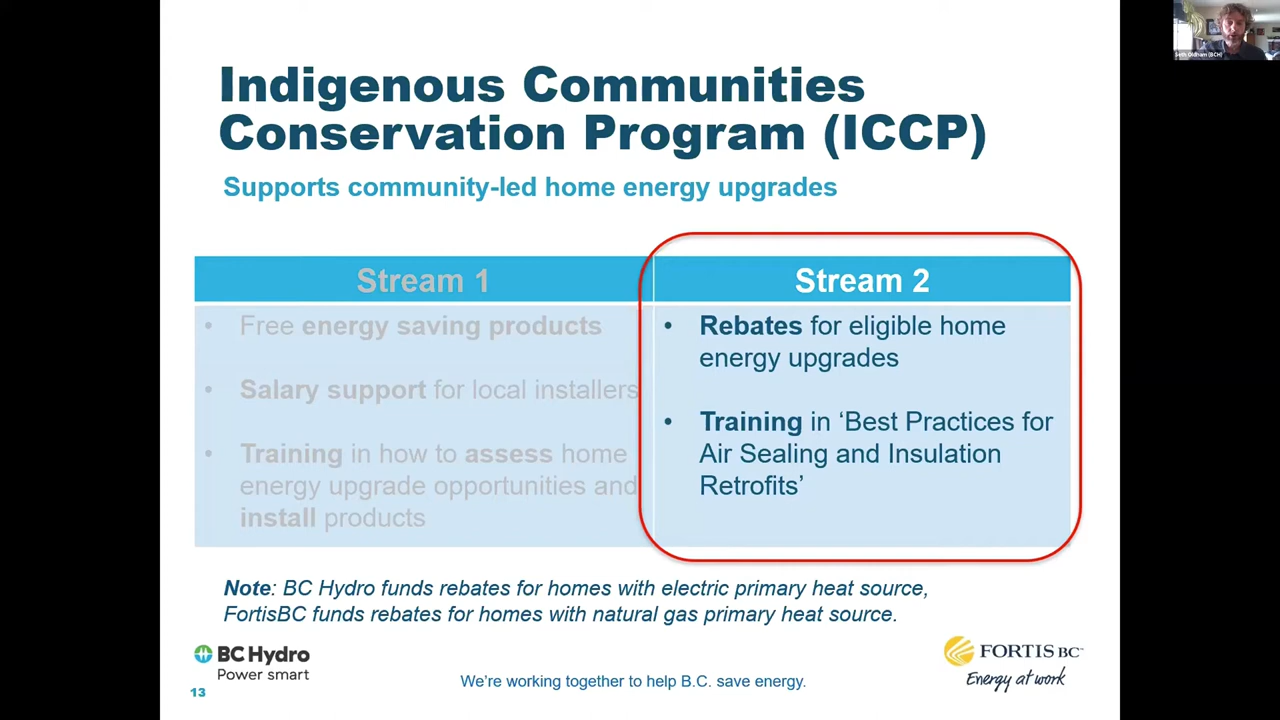 Indigenous Communities
Conservation Program (ICCP)
Supports community-led home energy upgrades
Stream 1
• Free energy saving products
• Salary support for local installers
• Training in how to assess home
energy upgrade opportunities and
install products
Stream 2
• Rebates for eligible home
energy upgrades
• Training in ‘Best Practices for
Air Sealing and Insulation
Retrofits’
Note: BC Hydro funds rebates for homes with electric primary heat source,
FortisBC funds rebates for homes with natural gas primary heat source.
BC Hydro
Power smart
13
We’re working together to help B.C. save energy.
FORTIS BC™
Energy at work
Seth Oldham (BCH)